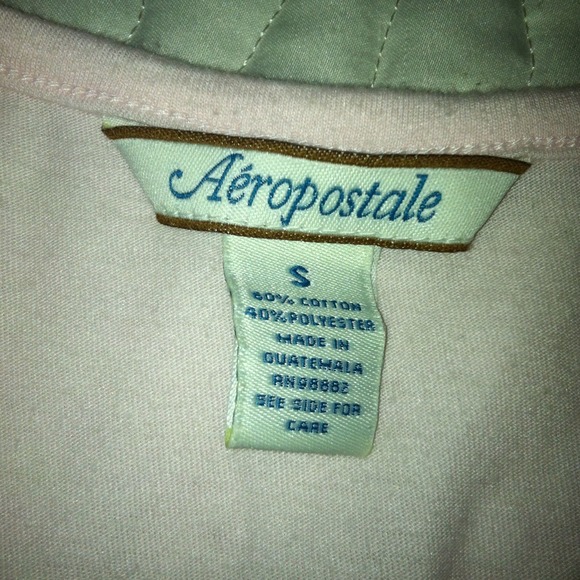 Aéropostale
S
60% COTTON
40% POLYESTER
MADE IN
GUATEMALA
RN98882
SEE SIDE FOR
CARE